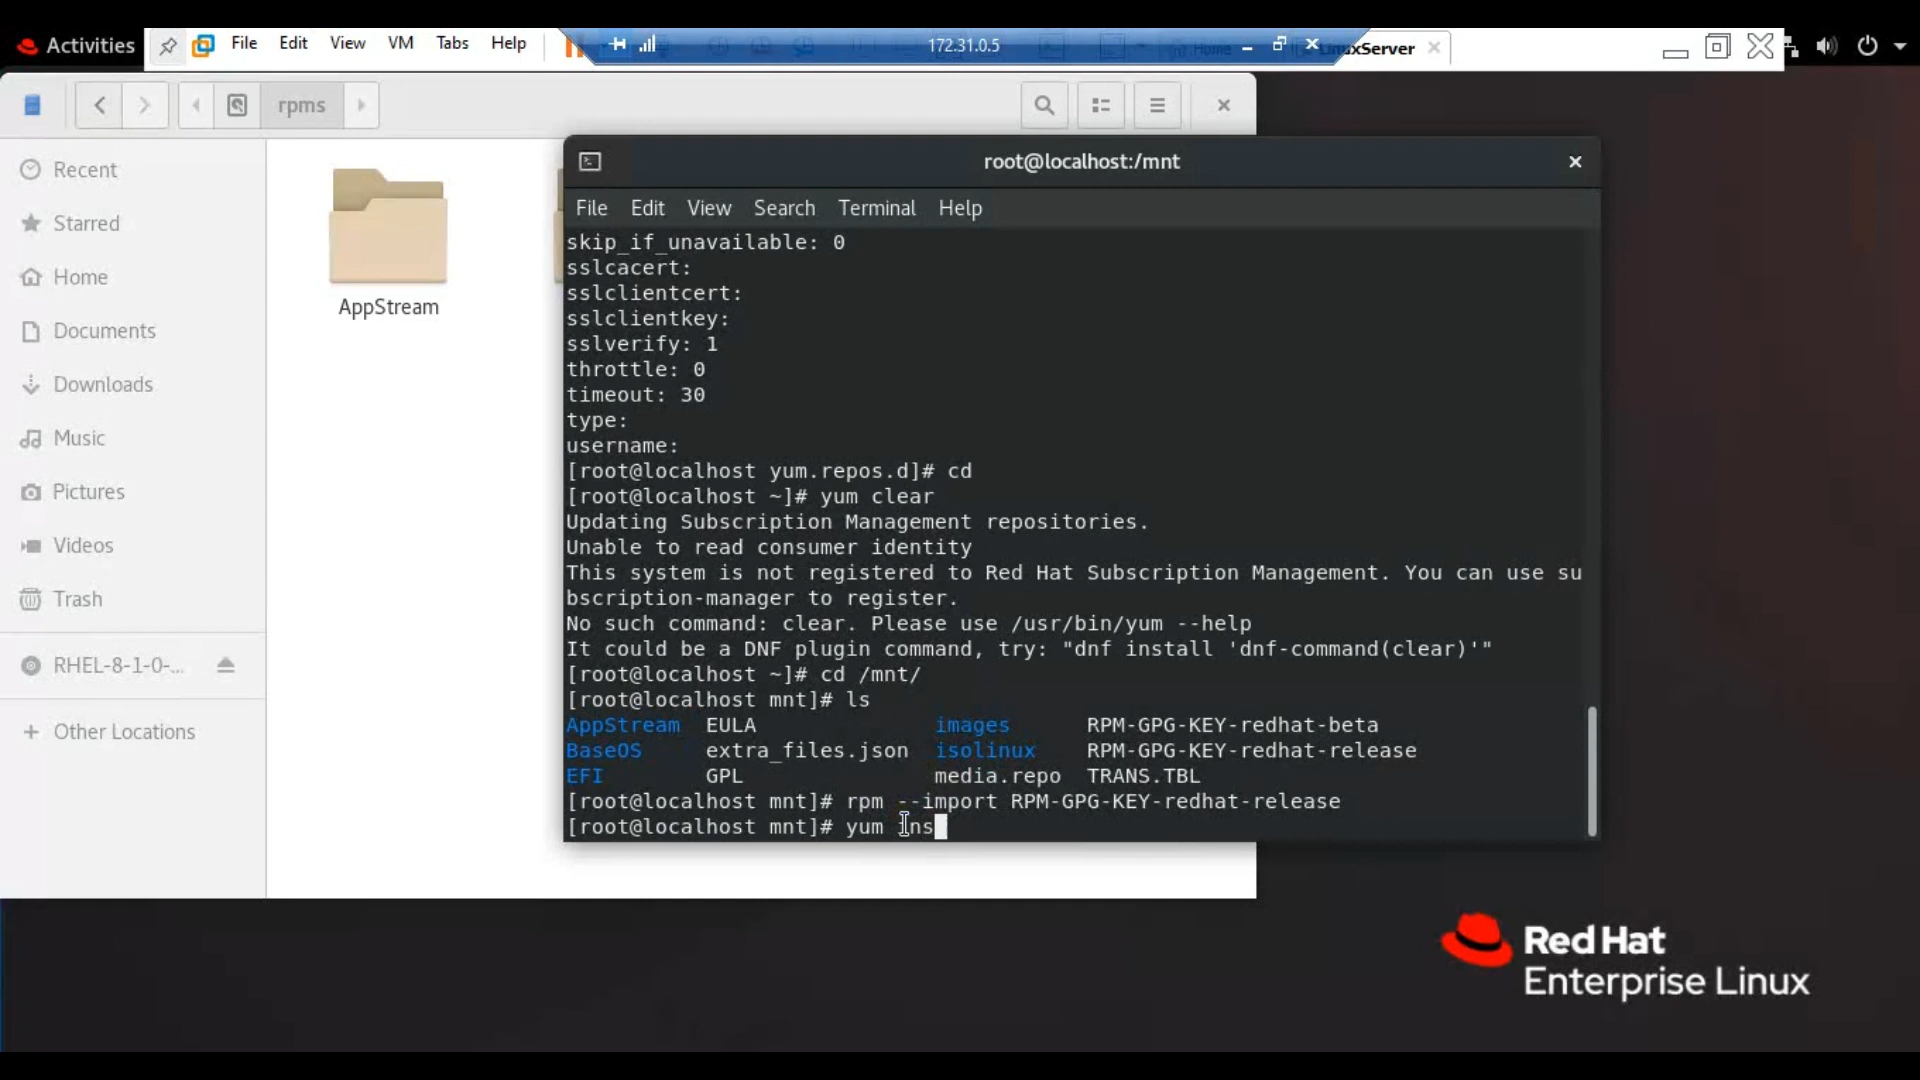 Activities
File Edit View VM Tabs Help
172.31.0.5
LinuxServer
rpms
Recent
Starred
Home
Documents
Downloads
Music
Pictures
Videos
Trash
RHEL-8-1-0-...
+ Other Locations
AppStream
root@localhost:/mnt
File Edit View Search Terminal Help
skip_if_unavailable: 0
sslcacert:
sslclientcert:
sslclientkey:
sslverify: 1
throttle: 0
timeout: 30
type:
username:
[root@localhost yum.repos.d]# cd
[root@localhost ~]# yum clear
Updating Subscription Management repositories.
Unable to read consumer identity
This system is not registered to Red Hat Subscription Management. You can use su
bscription-manager to register.
No such command: clear. Please use /usr/bin/yum --help
It could be a DNF plugin command, try: "dnf install 'dnf-command(clear)'"
[root@localhost ~]# cd /mnt/
[root@localhost mnt]# ls
AppStream EULA images RPM-GPG-KEY-redhat-beta
BaseOS extra_files.json isolinux RPM-GPG-KEY-redhat-release
EFI GPL media.repo TRANS.TBL
[root@localhost mnt]# rpm --import RPM-GPG-KEY-redhat-release
[root@localhost mnt]# yum ins
Red Hat
Enterprise Linux